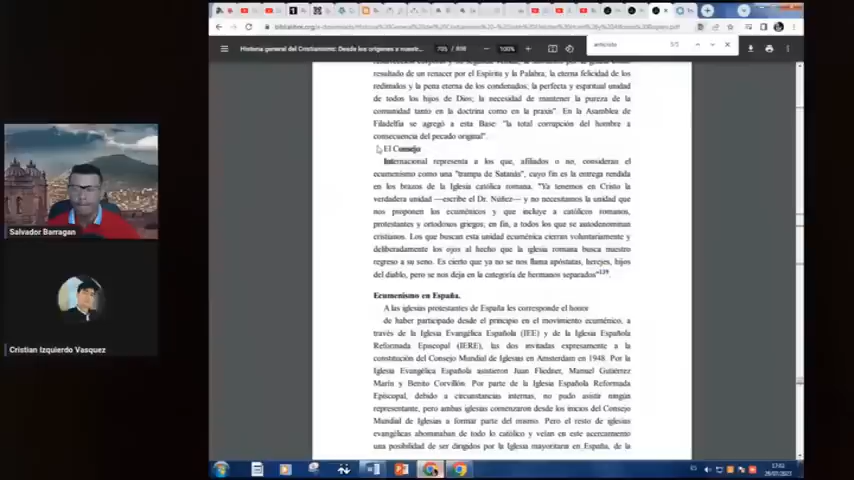 Historia general del Cristianismo: Desde los orígenes a nuestr...
705 / 898
100%
anticristo
resultado de un renacer por el Espíritu y la Palabra; la eterna felicidad de los
redimidos y la pena eterna de los condenados; la perfecta y espiritual unidad
de todos los hijos de Dios; la necesidad de mantener la pureza de la
comunidad tanto en la doctrina como en la praxis". En la Asamblea de
Filadelfia se agregó a esta Base: "la total corrupción del hombre a
consecuencia del pecado original".
El Consejo
Internacional representa a los que, afiliados o no, consideran el
ecumenismo como una "trampa de Satanás", cuyo fin es la entrega rendida
en los brazos de la Iglesia católica romana. "Ya tenemos en Cristo la
verdadera unidad —escribe el Dr. Núñez— y no necesitamos la unidad que
nos proponen los ecuménicos y que incluye a católicos romanos,
protestantes y ortodoxos griegos, en fin, a todos los que se autodenominan
cristianos. Los que buscan esta unidad ecuménica cierran voluntariamente y
deliberadamente los ojos al hecho que la iglesia romana busca nuestro
regreso a su seno. Es cierto que ya no se nos llama apóstatas, herejes, hijos
del diablo, pero se nos deja en la categoría de hermanos separados"139.
Ecumenismo en España.
A las iglesias protestantes de España les corresponde el honor
de haber participado desde el principio en el movimiento ecuménico, a
través de la Iglesia Evangélica Española (IEE) y de la Iglesia Española
Reformada Episcopal (IERE), las dos invitadas expresamente a la
constitución del Consejo Mundial de Iglesias en Amsterdam en 1948. Por la
Iglesia Evangélica Española asistieron Juan Fliedner, Manuel Gutiérrez
Marín y Benito Corvillón. Por parte de la Iglesia Española Reformada
Episcopal, debido a circunstancias internas, no pudo asistir ningún
representante, pero ambas iglesias comenzaron desde los inicios del Consejo
Mundial de Iglesias a formar parte del mismo. Pero el resto de iglesias
evangélicas abominaban de todo lo católico y veían en este acercamiento
una posibilidad de ser dirigidos por la Iglesia mayoritaria en España, de la
Salvador Barragan
Cristian Izquierdo Vasquez
ES
17:02